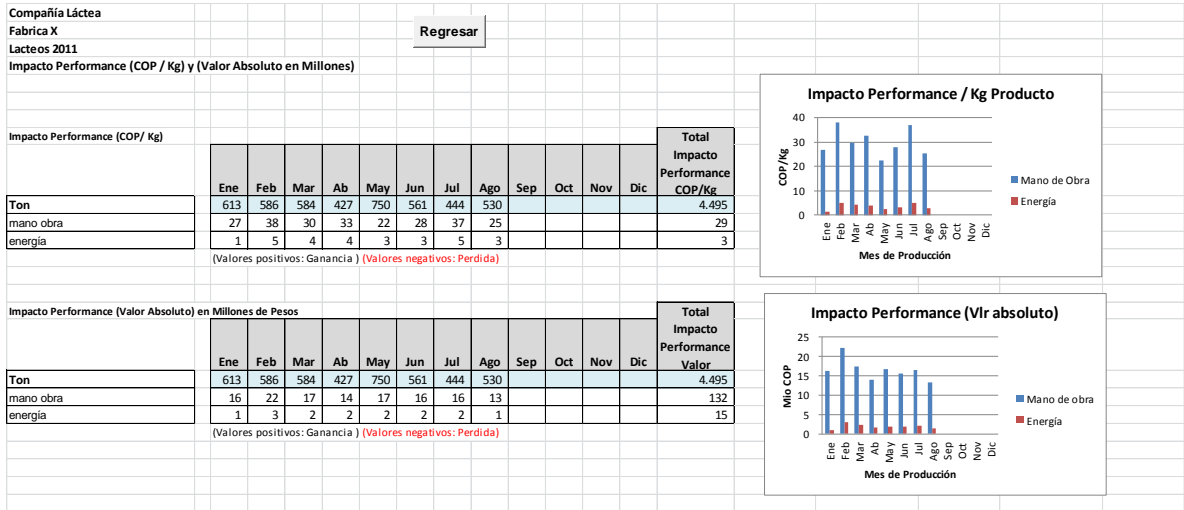 Compañía Láctea
Fabrica X
Regresar
Lacteos 2011
Impacto Performance (COP / Kg) y (Valor Absoluto en Millones)
Impacto Performance (COP/ Kg)
Total Impacto Performance COP/Kg
Ene Feb Mar Ab May Jun Jul Ago Sep Oct Nov Dic
Ton 613 586 584 427 750 561 444 530 4.495
mano obra 27 38 30 33 22 28 37 25 29
energía 1 5 4 4 3 3 5 3 3
(Valores positivos: Ganancia ) (Valores negativos: Perdida)
Impacto Performance / Kg Producto
COP/Kg
40
30
20
10
0
Ene Feb Mar Ab May Jun Jul Ago Sep Oct Nov Dic
Mes de Producción
Mano de Obra
Energía
Impacto Performance (Valor Absoluto) en Millones de Pesos
Total Impacto Performance Valor
Ene Feb Mar Ab May Jun Jul Ago Sep Oct Nov Dic
Ton 613 586 584 427 750 561 444 530 4.495
mano obra 16 22 17 14 17 16 16 13 132
energía 1 3 2 2 2 2 2 1 15
(Valores positivos: Ganancia ) (Valores negativos: Perdida)
Impacto Performance (Vlr absoluto)
Mio COP
25
20
15
10
5
0
Ene Feb Mar Ab May Jun Jul Ago Sep Oct Nov Dic
Mes de Producción
Mano de obra
Energía